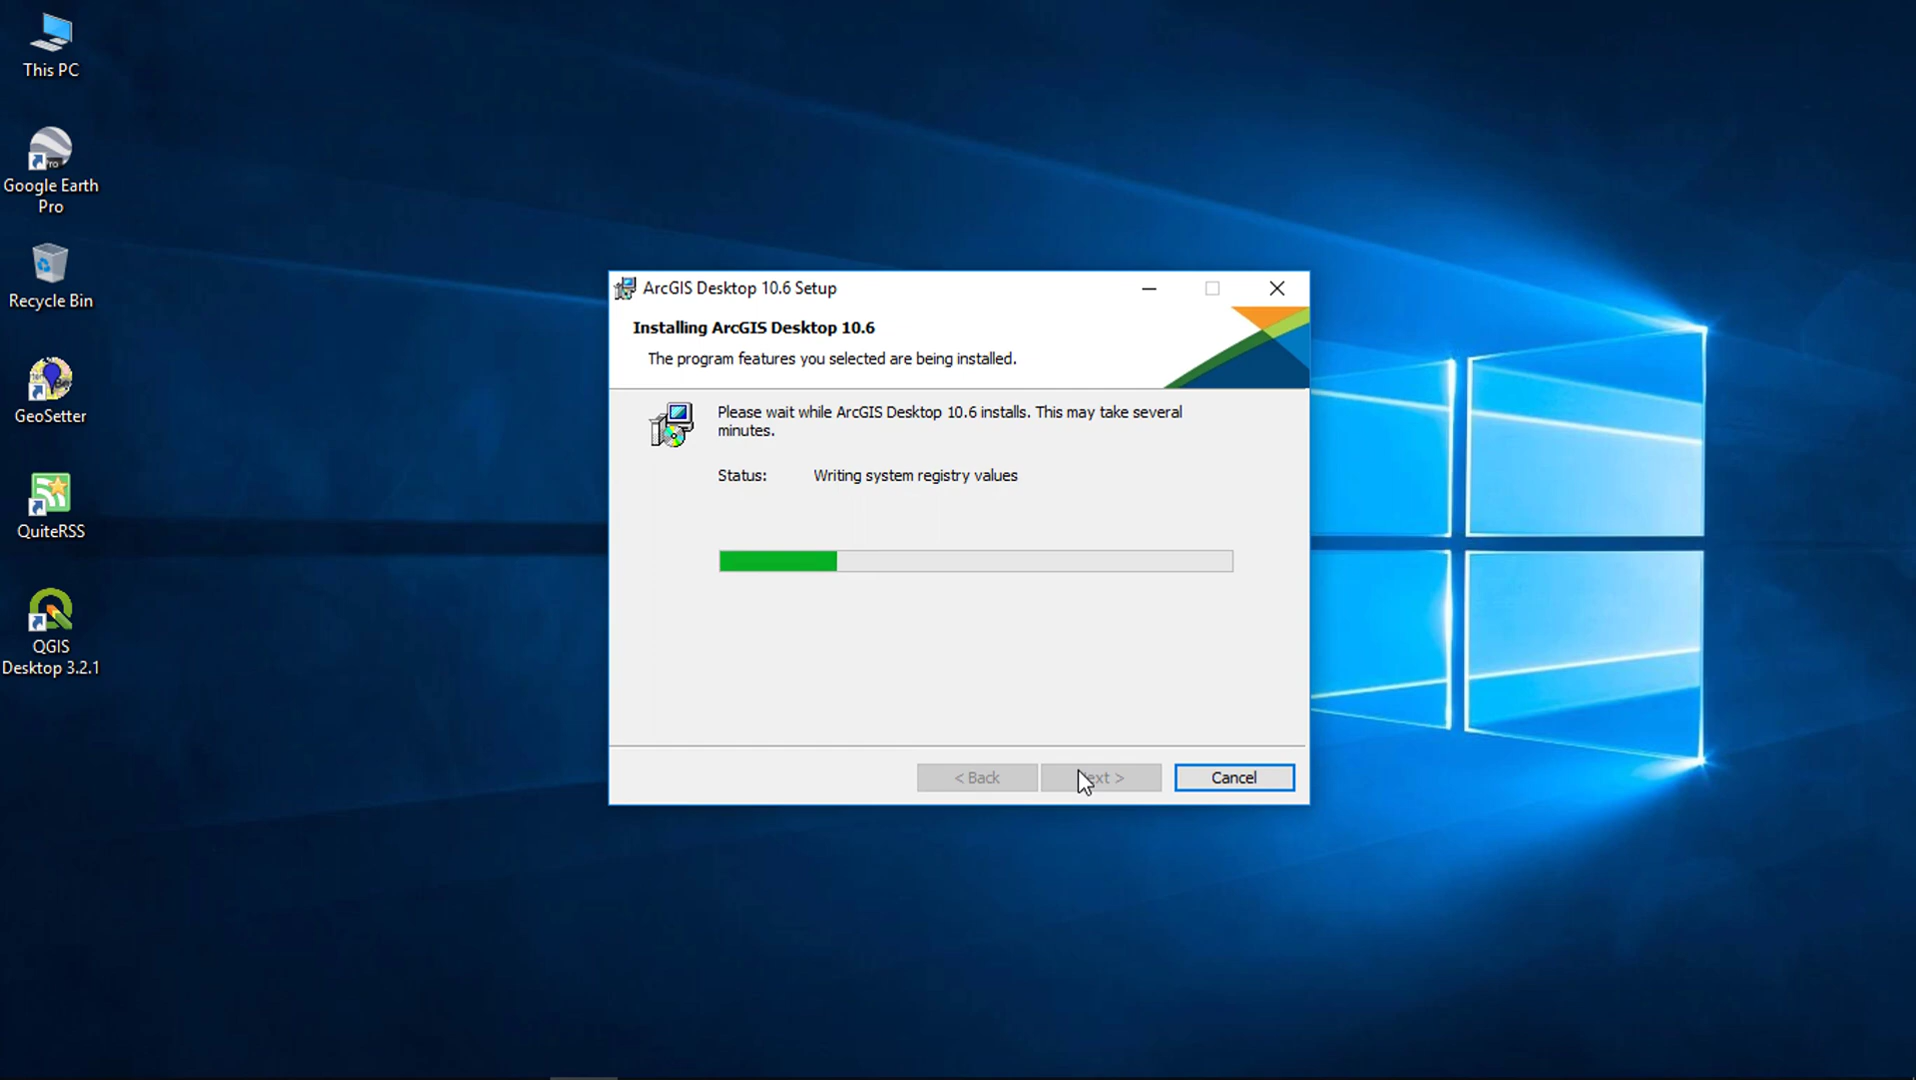 This PC
Google Earth
Pro
Recycle Bin
GeoSetter
QuiteRSS
QGIS
Desktop 3.2.1
ArcGIS Desktop 10.6 Setup
Installing ArcGIS Desktop 10.6
The program features you selected are being installed.
Please wait while ArcGIS Desktop 10.6 installs. This may take several
minutes.
Status: Writing system registry values
< Back
Next >
Cancel